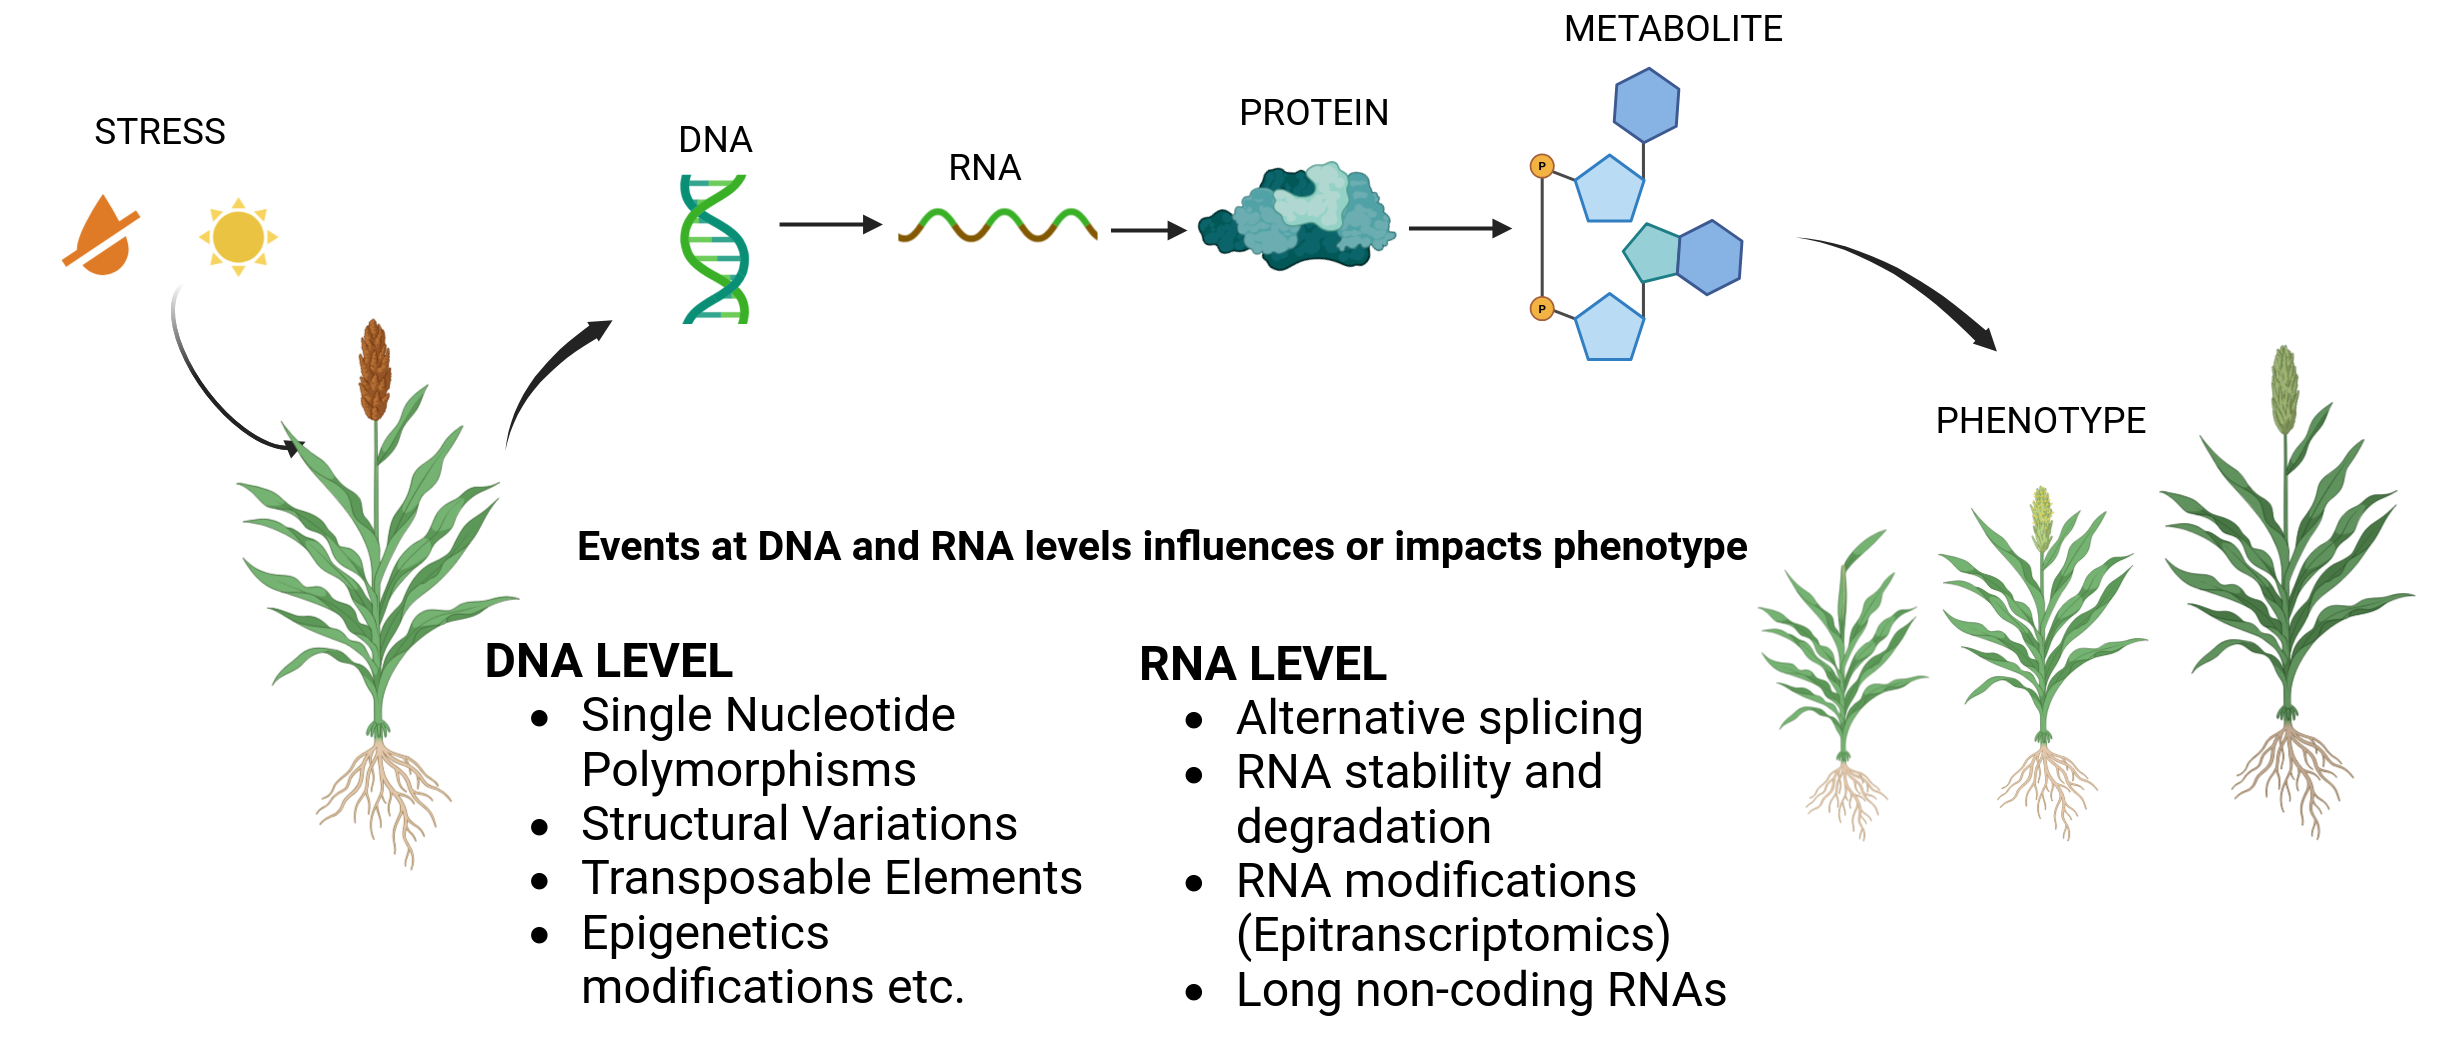 METABOLITE
PROTEIN
STRESS
DNA
RNA
P
P
PHENOTYPE
Events at DNA and RNA levels influences or impacts phenotype
DNA LEVEL
• Single Nucleotide
Polymorphisms
• Structural Variations
• Transposable Elements
• Epigenetics
modifications etc.
RNA LEVEL
• Alternative splicing
• RNA stability and
degradation
• RNA modifications
(Epitranscriptomics)
• Long non-coding RNAs